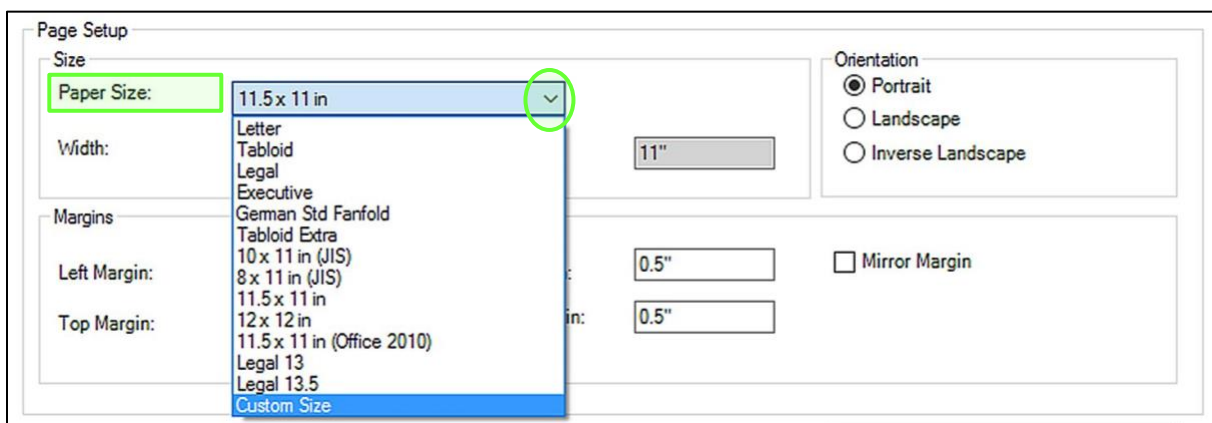 Page Setup
Size
Orientation
Paper Size: 11.5 x 11 in
Portrait
Landscape
Width: 11"
Inverse Landscape
Letter
Tabloid
Legal
Executive
German Std Fanfold
Tabloid Extra
10 x 11 in (JIS)
8 x 11 in (JIS)
11.5 x 11 in
12 x 12 in
11.5 x 11 in (Office 2010)
Legal 13
Legal 13.5
Custom Size
Margins
Left Margin: : 0.5"
Mirror Margin
Top Margin: in: 0.5"